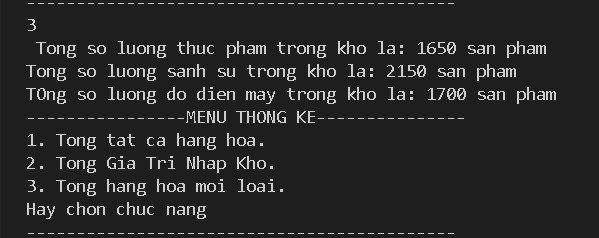 -------------------------------------------
3
 Tong so luong thuc pham trong kho la: 1650 san pham
Tong so luong sanh su trong kho la: 2150 san pham
TOng so luong do dien may trong kho la: 1700 san pham
----------------MENU THONG KE---------------
1. Tong tat ca hang hoa.
2. Tong Gia Tri Nhap Kho.
3. Tong hang hoa moi loai.
Hay chon chuc nang
-------------------------------------------